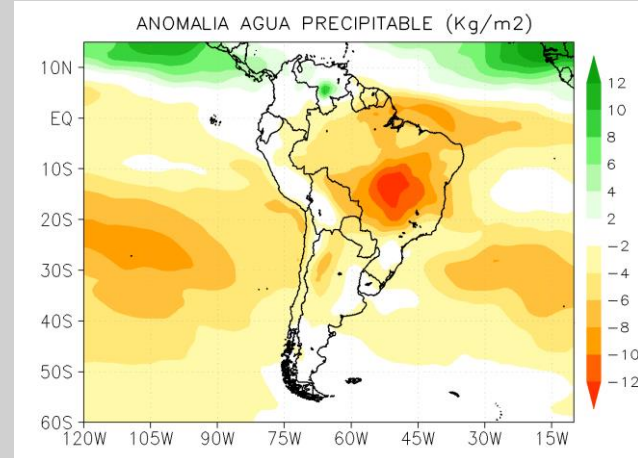 ANOMALIA AGUA PRECIPITABLE (Kg/m2)
10N
EQ
10S
20S
30S
40S
50S
60S
120W 105W 90W 75W 60W 45W 30W 15W
12
10
8
6
4
2
−2
−4
−6
−8
−10
−12